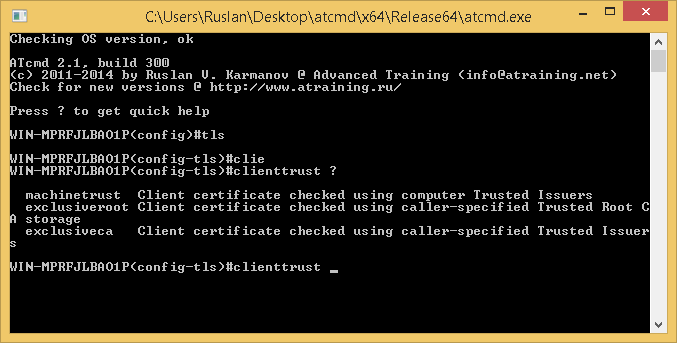 C:\Users\Ruslan\Desktop\atcmd\x64\Release64\atcmd.exe
Checking OS version, ok
ATcmd 2.1, build 300
(c) 2011-2014 by Ruslan V. Karmanov @ Advanced Training (info@atraining.net)
Check for new versions @ http://www.atraining.ru/
Press ? to get quick help
WIN-MPRFJLBAO1P(config)#tls
WIN-MPRFJLBAO1P(config-tls)#clie
WIN-MPRFJLBAO1P(config-tls)#clienttrust ?
machinetrust  Client certificate checked using computer Trusted Issuers
exclusiveroot Client certificate checked using caller-specified Trusted Root C
A storage
exclusiveca   Client certificate checked using caller-specified Trusted Issuer
s
WIN-MPRFJLBAO1P(config-tls)#clienttrust _